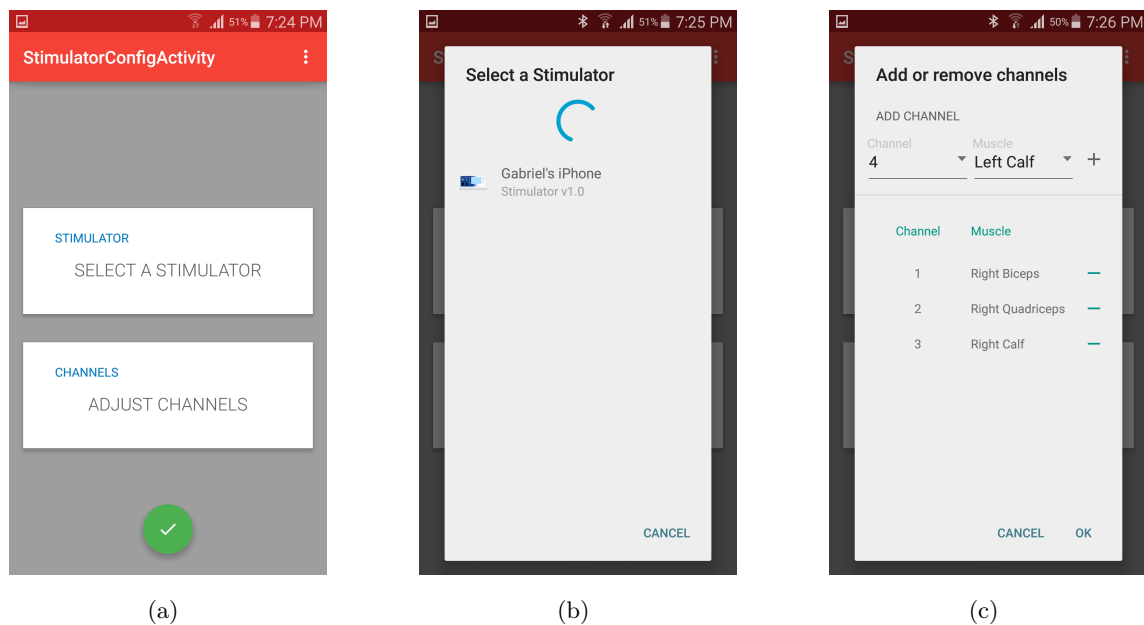 51% 7:24 PM
StimulatorConfigActivity
STIMULATOR
SELECT A STIMULATOR
CHANNELS
ADJUST CHANNELS
(a)
51% 7:25 PM
S
Select a Stimulator
Gabriel's iPhone
Stimulator v1.0
CANCEL
(b)
50% 7:26 PM
S
Add or remove channels
ADD CHANNEL
Channel Muscle
4 Left Calf +
Channel Muscle
1 Right Biceps
2 Right Quadriceps
3 Right Calf
CANCEL OK
(c)